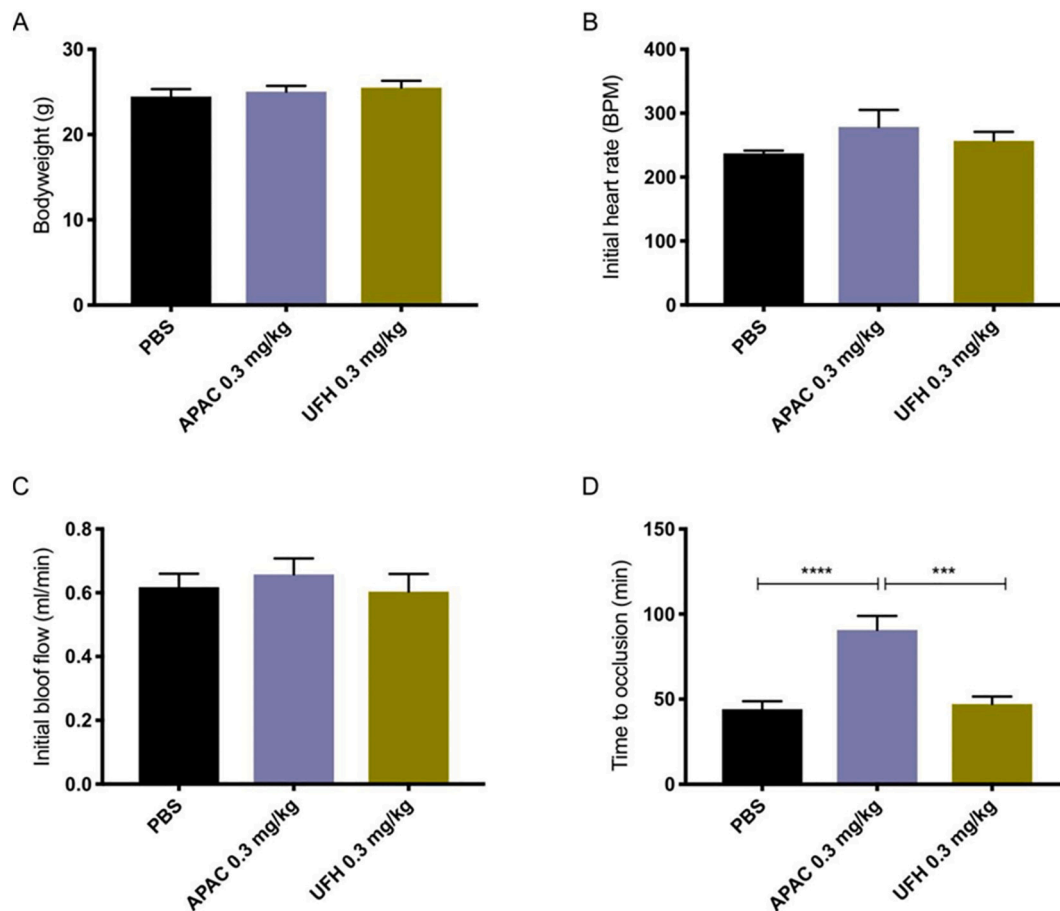 A
Bodyweight (g)
30
20
10
0
PBS
APAC 0.3 mg/kg
UFH 0.3 mg/kg
B
Initial heart rate (BPM)
400
300
200
100
0
PBS
APAC 0.3 mg/kg
UFH 0.3 mg/kg
C
Initial bloof flow (ml/min)
0.8
0.6
0.4
0.2
0.0
PBS
APAC 0.3 mg/kg
UFH 0.3 mg/kg
D
Time to occlusion (min)
150
100
50
0
**** ***
PBS
APAC 0.3 mg/kg
UFH 0.3 mg/kg